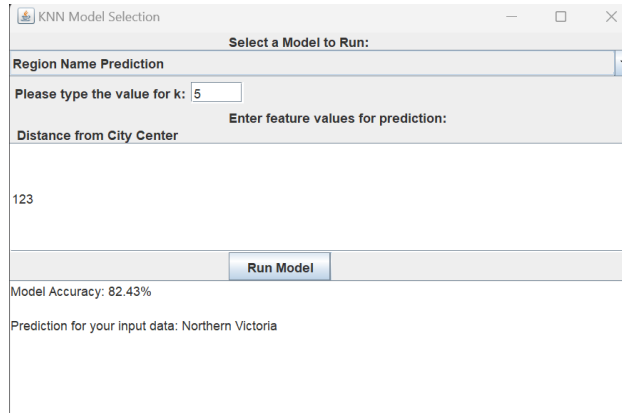 KNN Model Selection
Select a Model to Run:
Region Name Prediction
Please type the value for k: 5
Enter feature values for prediction:
Distance from City Center
123
Run Model
Model Accuracy: 82.43%
Prediction for your input data: Northern Victoria